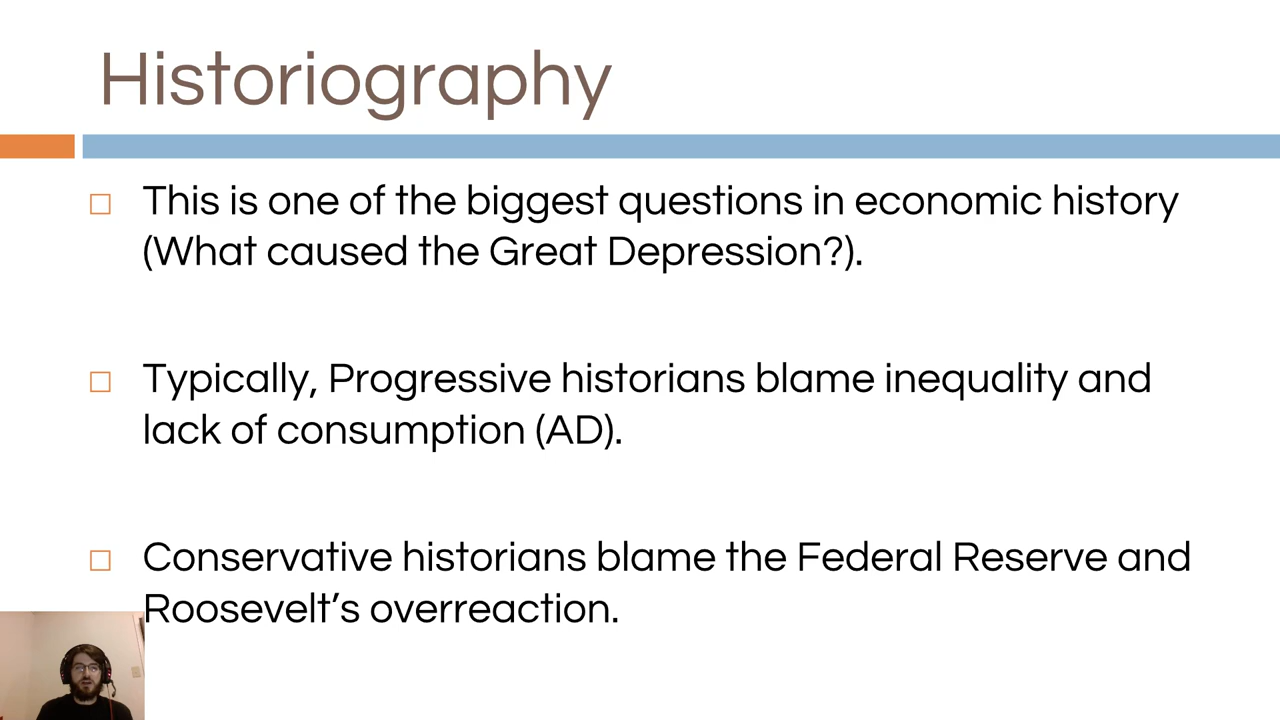 Historiography
This is one of the biggest questions in economic history
(What caused the Great Depression?).
Typically, Progressive historians blame inequality and
lack of consumption (AD).
Conservative historians blame the Federal Reserve and
Roosevelt’s overreaction.